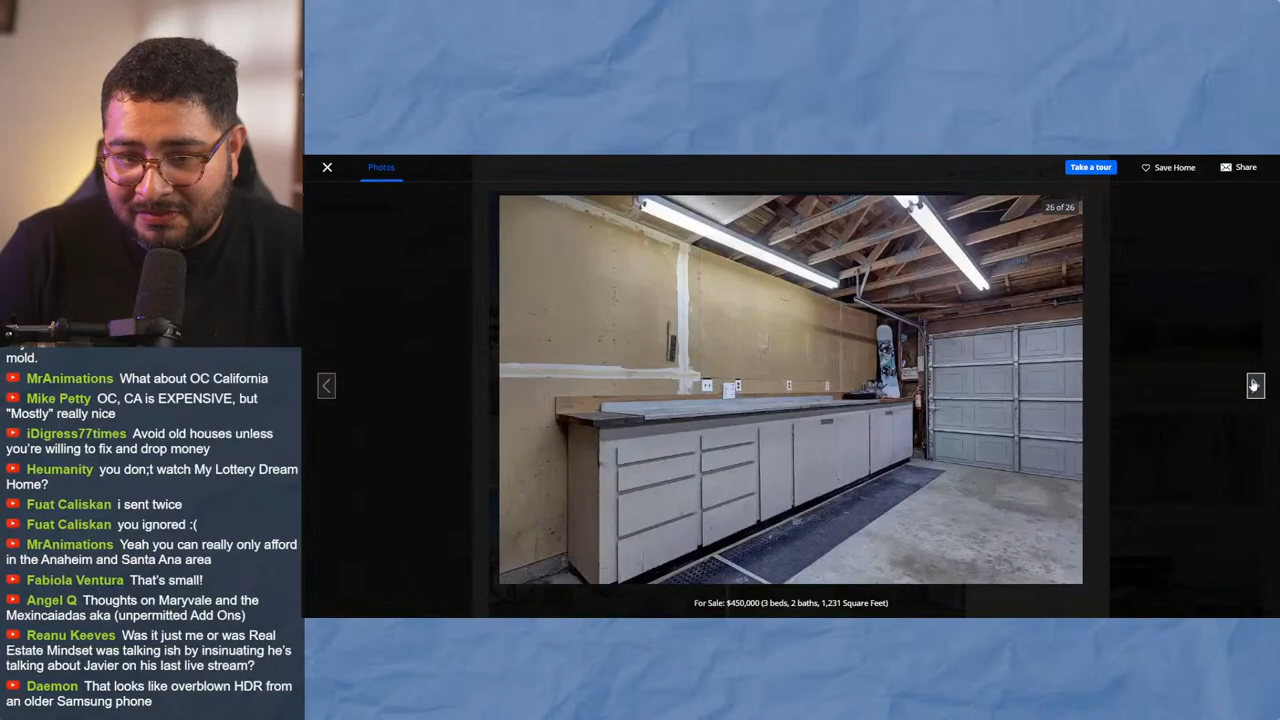 Photos
Take a tour
Save Home
Share
26 of 26
For Sale: $450,000 (3 beds, 2 baths, 1,231 Square Feet)
mold.
MrAnimations What about OC California
Mike Petty OC, CA is EXPENSIVE, but
"Mostly" really nice
iDigress77times Avoid old houses unless
you're willing to fix and drop money
Heumanity you don;t watch My Lottery Dream
Home?
Fuat Caliskan i sent twice
Fuat Caliskan you ignored :(
MrAnimations Yeah you can really only afford
in the Anaheim and Santa Ana area
Fabiola Ventura That's small!
Angel Q Thoughts on Maryvale and the
Mexincaiadas aka (unpermitted Add Ons)
Reanu Keeves Was it just me or was Real
Estate Mindset was talking ish by insinuating he's
talking about Javier on his last live stream?
Daemon That looks like overblown HDR from
an older Samsung phone